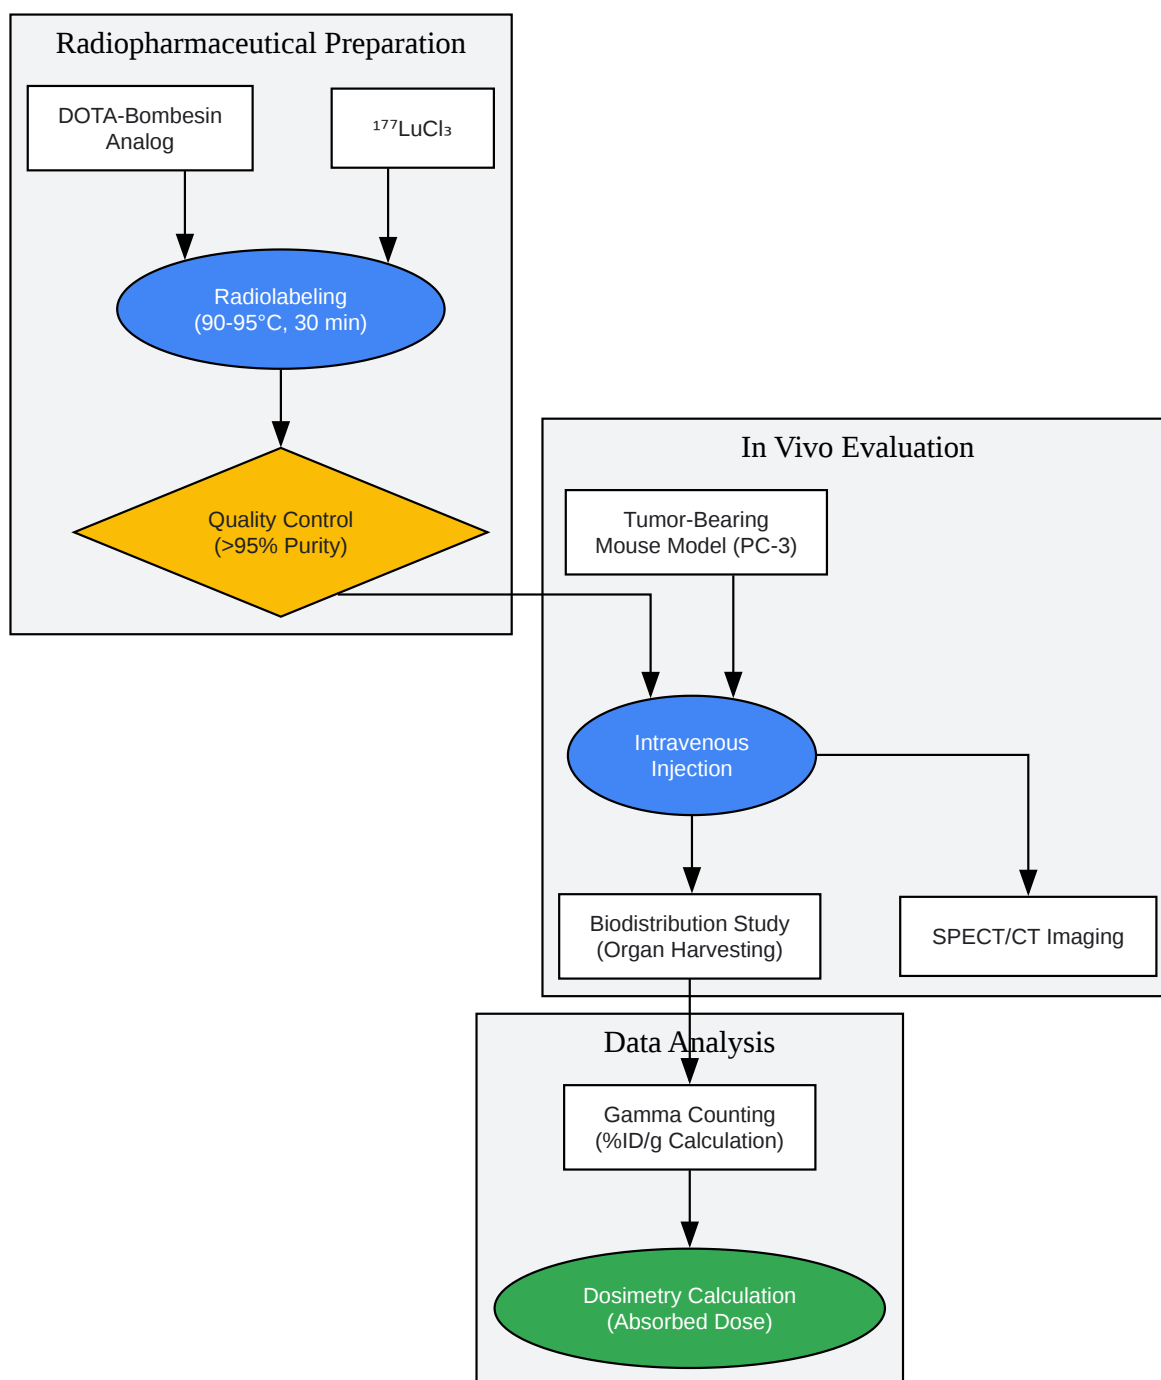 Radiopharmaceutical Preparation
DOTA-Bombesin
Analog
¹⁷⁷LuCl₃
Radiolabeling
(90-95°C, 30 min)
Quality Control
(>95% Purity)
In Vivo Evaluation
Tumor-Bearing
Mouse Model (PC-3)
Intravenous
Injection
Biodistribution Study
(Organ Harvesting)
SPECT/CT Imaging
Data Analysis
Gamma Counting
(%ID/g Calculation)
Dosimetry Calculation
(Absorbed Dose)